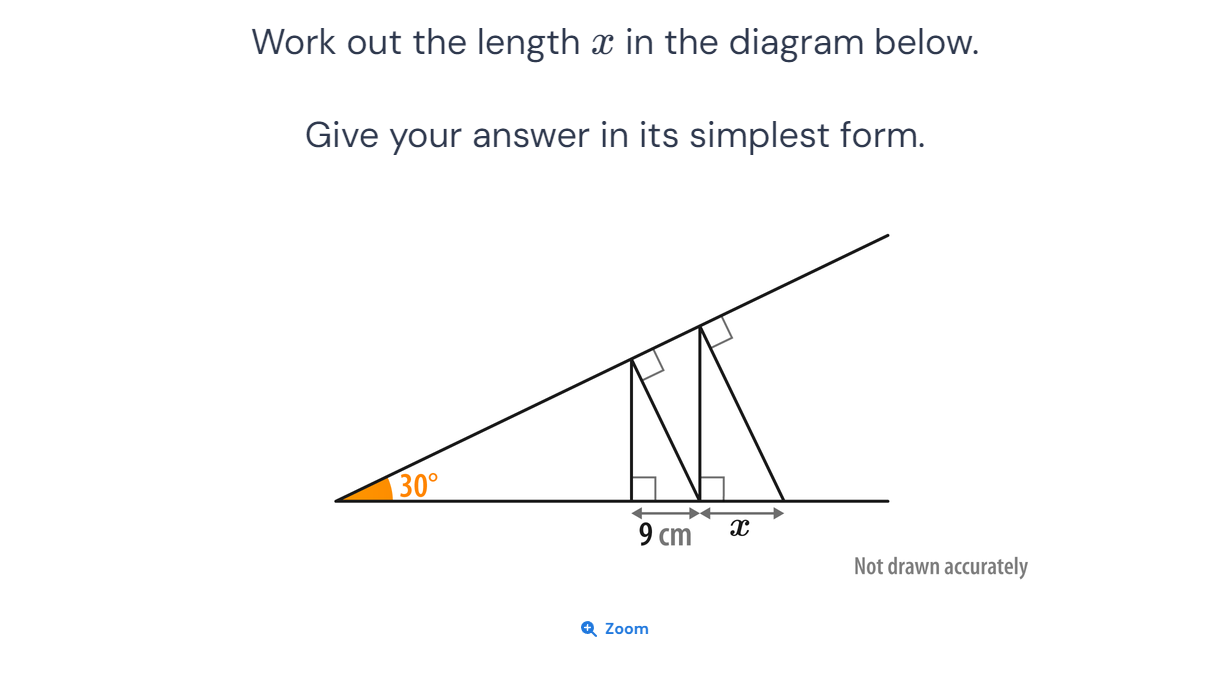 Work out the length x in the diagram below.
Give your answer in its simplest form.
30°
9 cm
x
Not drawn accurately
Zoom